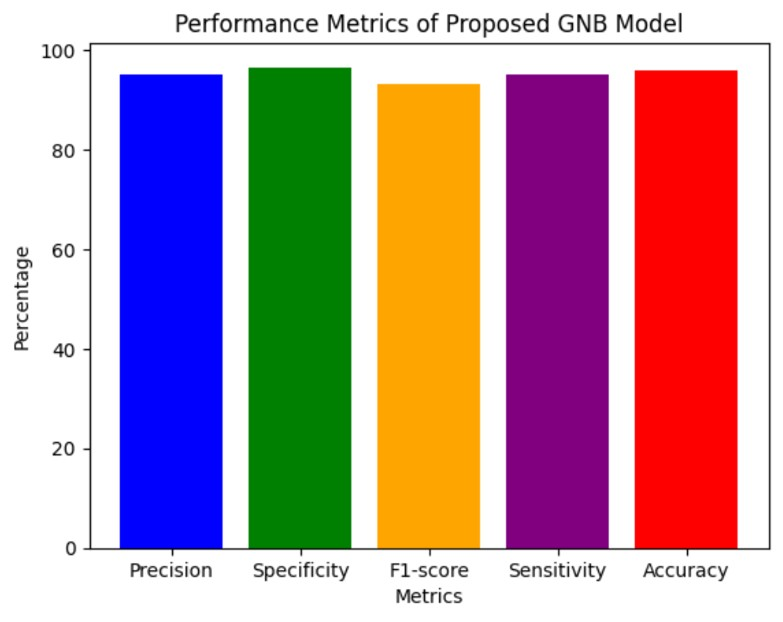 Performance Metrics of Proposed GNB Model
100
80
60
40
20
0
Percentage
Precision Specificity F1-score Sensitivity Accuracy
Metrics